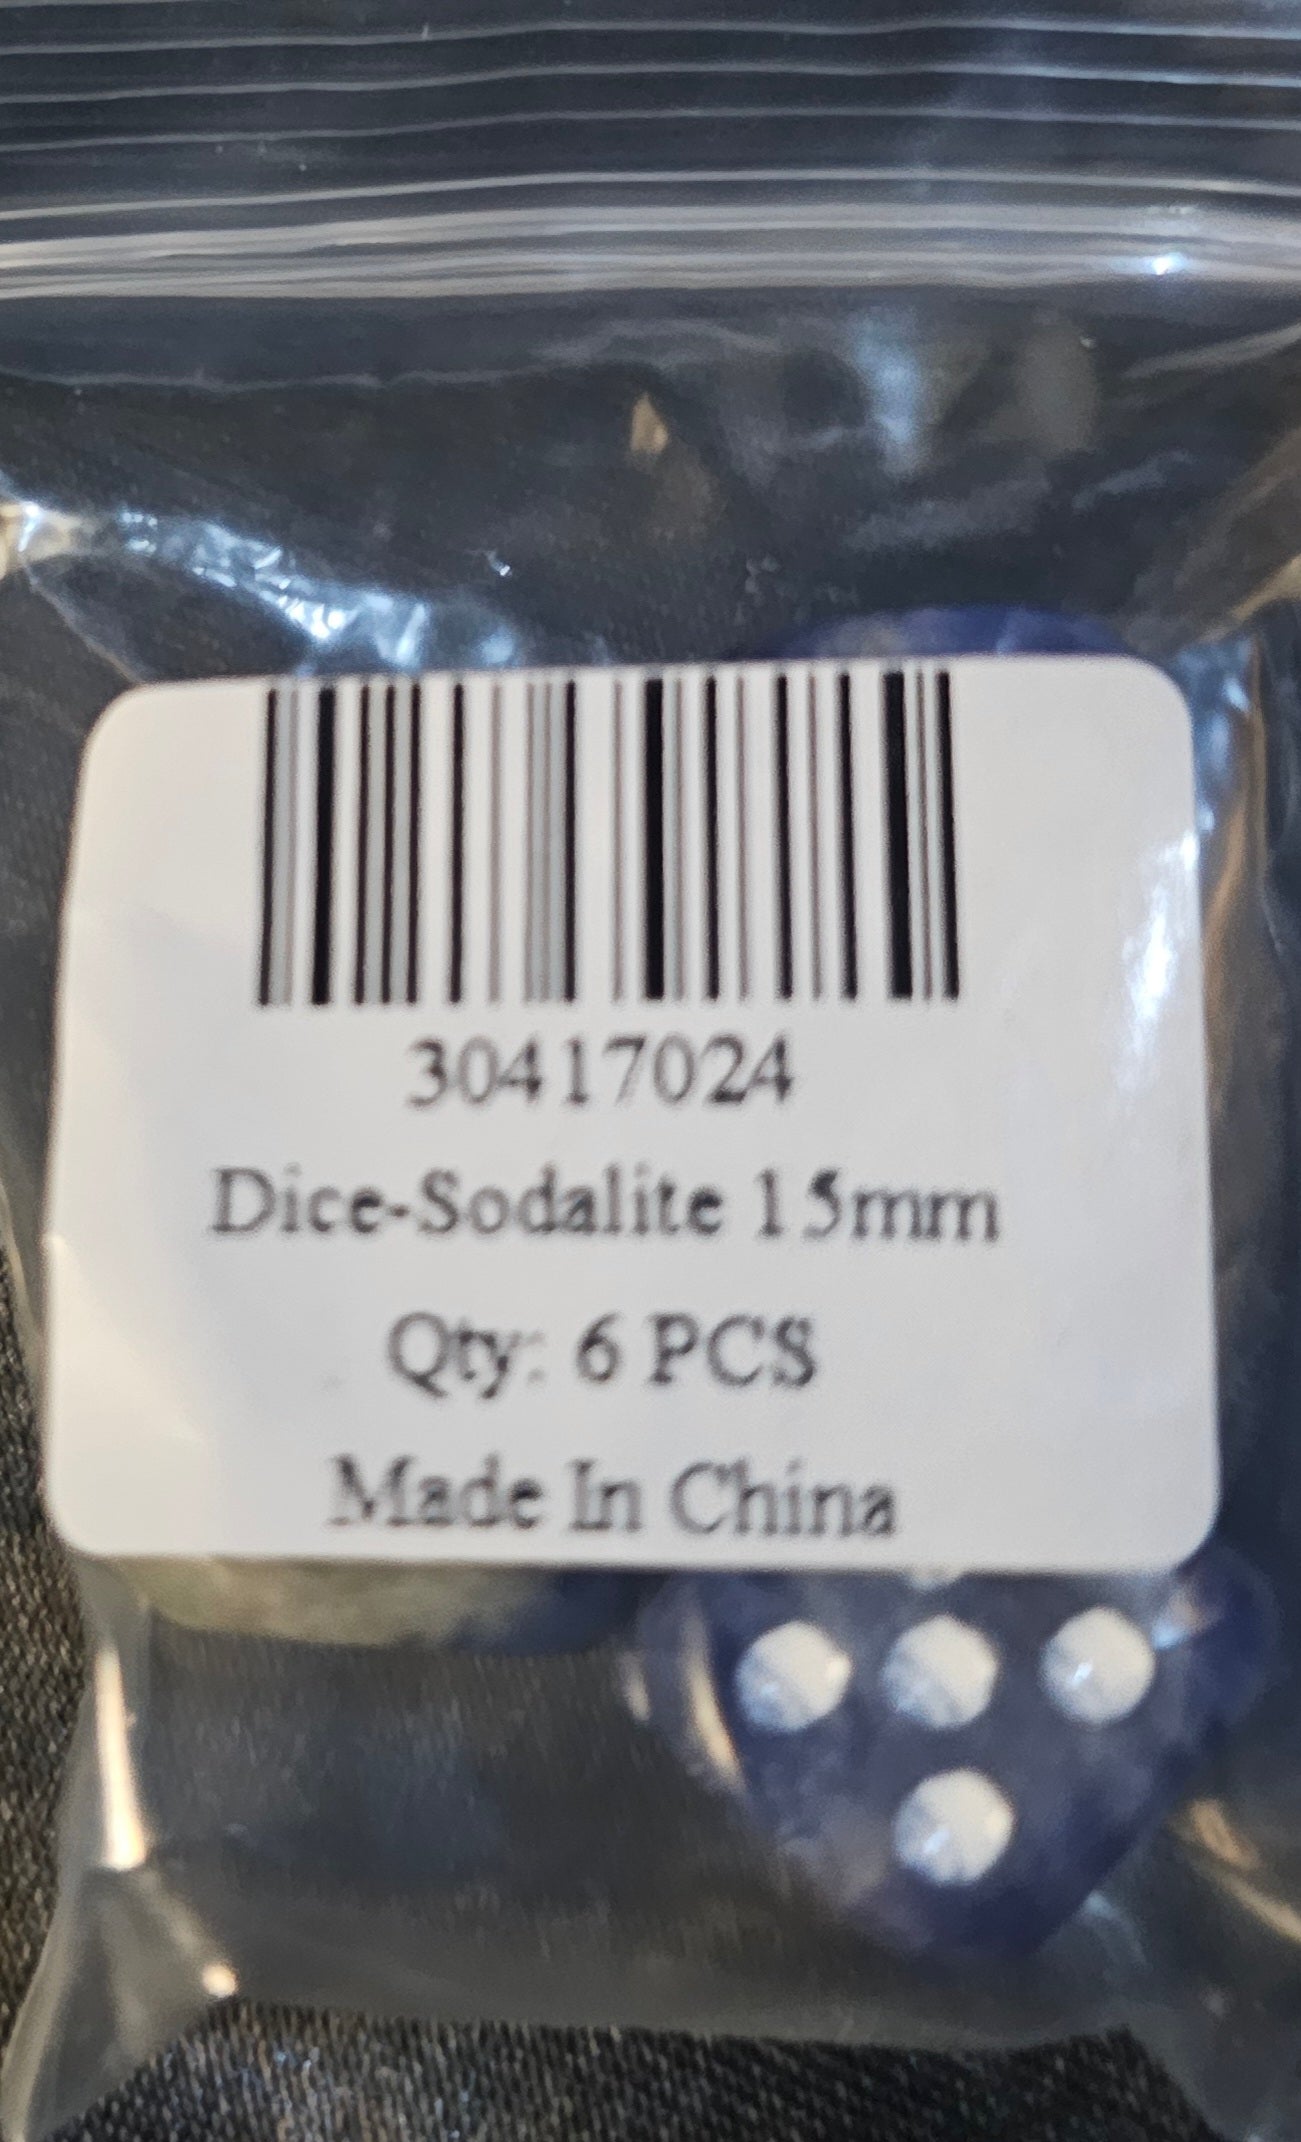 30417024
Dice-Sodalite 15mm
Qty: 6 PCS
Made In China